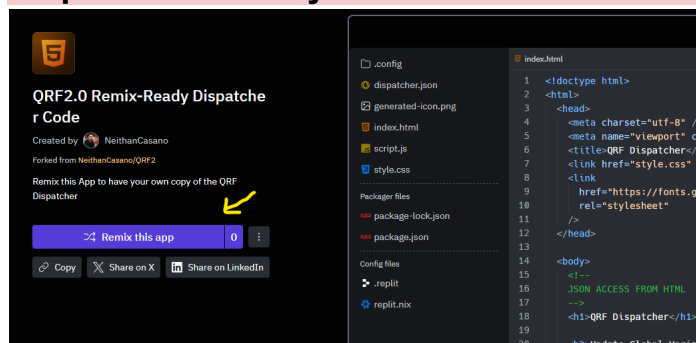 QRF2.0 Remix-Ready Dispatche
r Code
Created by NeithanCasano
Forked from NeithanCasano/QRF2
Remix this App to have your own copy of the QRF
Dispatcher
Remix this app 0
Copy Share on X Share on LinkedIn
.config
dispatcher.json
generated-icon.png
index.html
script.js
style.css
Packager files
package-lock.json
package.json
Config files
.replit
replit.nix
index.html
1 <!doctype html>
2 <html>
3 <head>
4 <meta charset="utf-8" /
5 <meta name="viewport" c
6 <title>QRF Dispatcher</
7 <link href="style.css"
8 <link
9 href="https://fonts.g
10 rel="stylesheet"
11 />
12 </head>
13
14 <body>
15 <!--
16 JSON ACCESS FROM HTML
17 -->
18 <h1>QRF Dispatcher</h1>
19